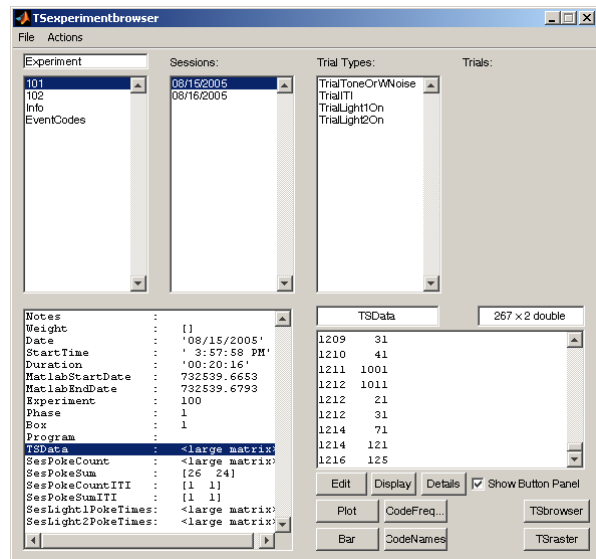 TSexperimentbrowser
File Actions
Experiment
Sessions:
Trial Types:
Trials:
101
102
Info
EventCodes
08/15/2005
08/16/2005
TrialToneOrWNoise
TrialITI
TrialLight1On
TrialLight2On
Notes :
Weight : []
Date : '08/15/2005'
StartTime : ' 3:57:58 PM'
Duration : '00:20:16'
MatlabStartDate : 732539.6653
MatlabEndDate : 732539.6793
Experiment : 100
Phase : 1
Box : 1
Program :
TSData : <large matrix>
SesPokeCount : <large matrix>
SesPokeSum : [26 24]
SesPokeCountITI : [1 1]
SesPokeSumITI : [1 1]
SesLight1PokeTimes: <large matrix>
SesLight2PokeTimes: <large matrix>
TSData
267 × 2 double
1209 31
1210 41
1211 1001
1212 1011
1212 21
1212 31
1214 71
1214 121
1216 125
Edit Display Details Show Button Panel
Plot CodeFreq... TSbrowser
Bar CodeNames TSraster